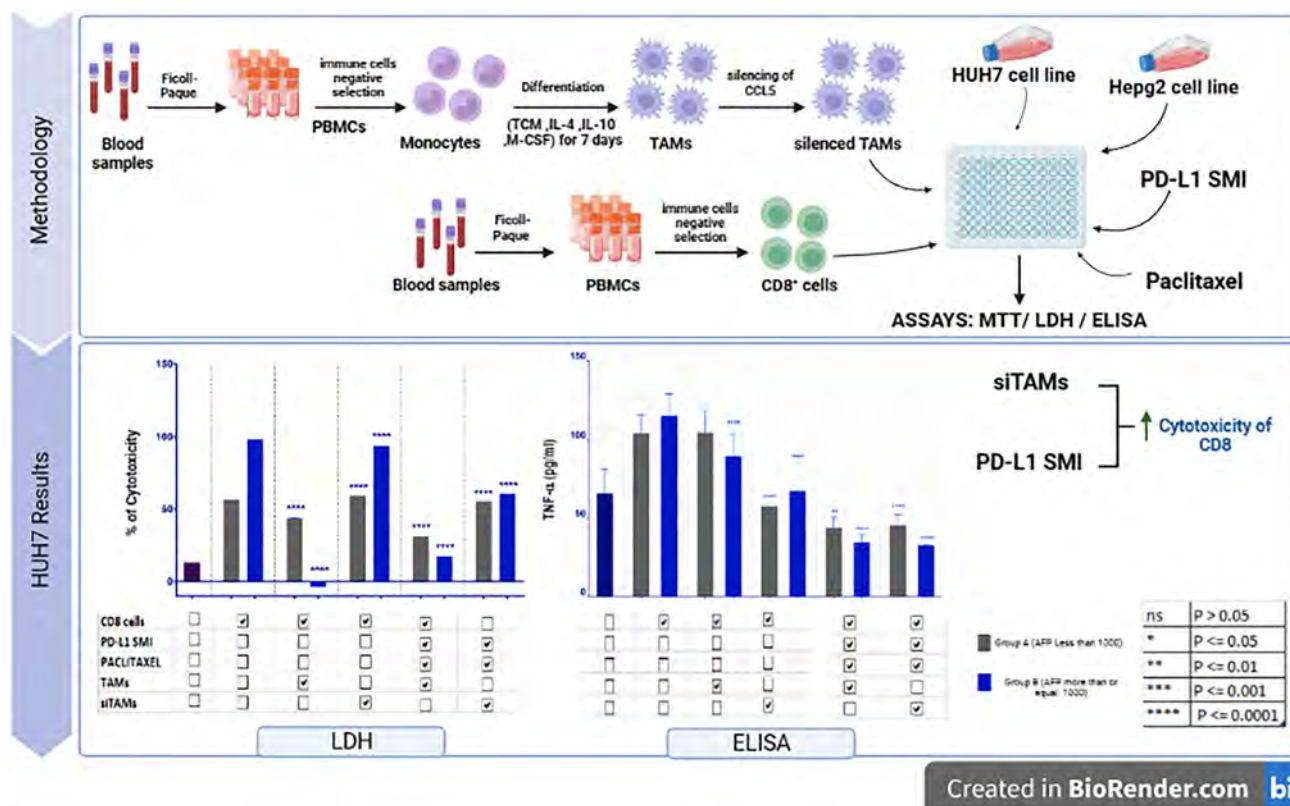 Methodology
Blood
samples
Ficoll-
Paque
PBMCs
immune cells
negative
selection
Monocytes
Differentiation
(TCM ,IL-4 ,IL-10
,M-CSF) for 7 days
TAMs
silencing of
CCL5
silenced TAMs
HUH7 cell line
Hepg2 cell line
PD-L1 SMI
Paclitaxel
Blood samples
Ficoll-
Paque
PBMCs
immune cells
negative
selection
CD8+ cells
ASSAYS: MTT/ LDH / ELISA
HUH7 Results
% of Cytotoxicity
150
100
50
0
****
****
****
****
****
****
****
****
CD8 cells
PD-L1 SMI
PACLITAXEL
TAMs
siTAMs
LDH
TNF-α (pg/ml)
150
100
50
0
****
**
ELISA
siTAMs
PD-L1 SMI
Cytotoxicity of
CD8
Group A (AFP Less than 1000)
Group B (AFP more than or
equal 1000)
ns P > 0.05
* P <= 0.05
** P <= 0.01
*** P <= 0.001
**** P <= 0.0001
Created in BioRender.com bi